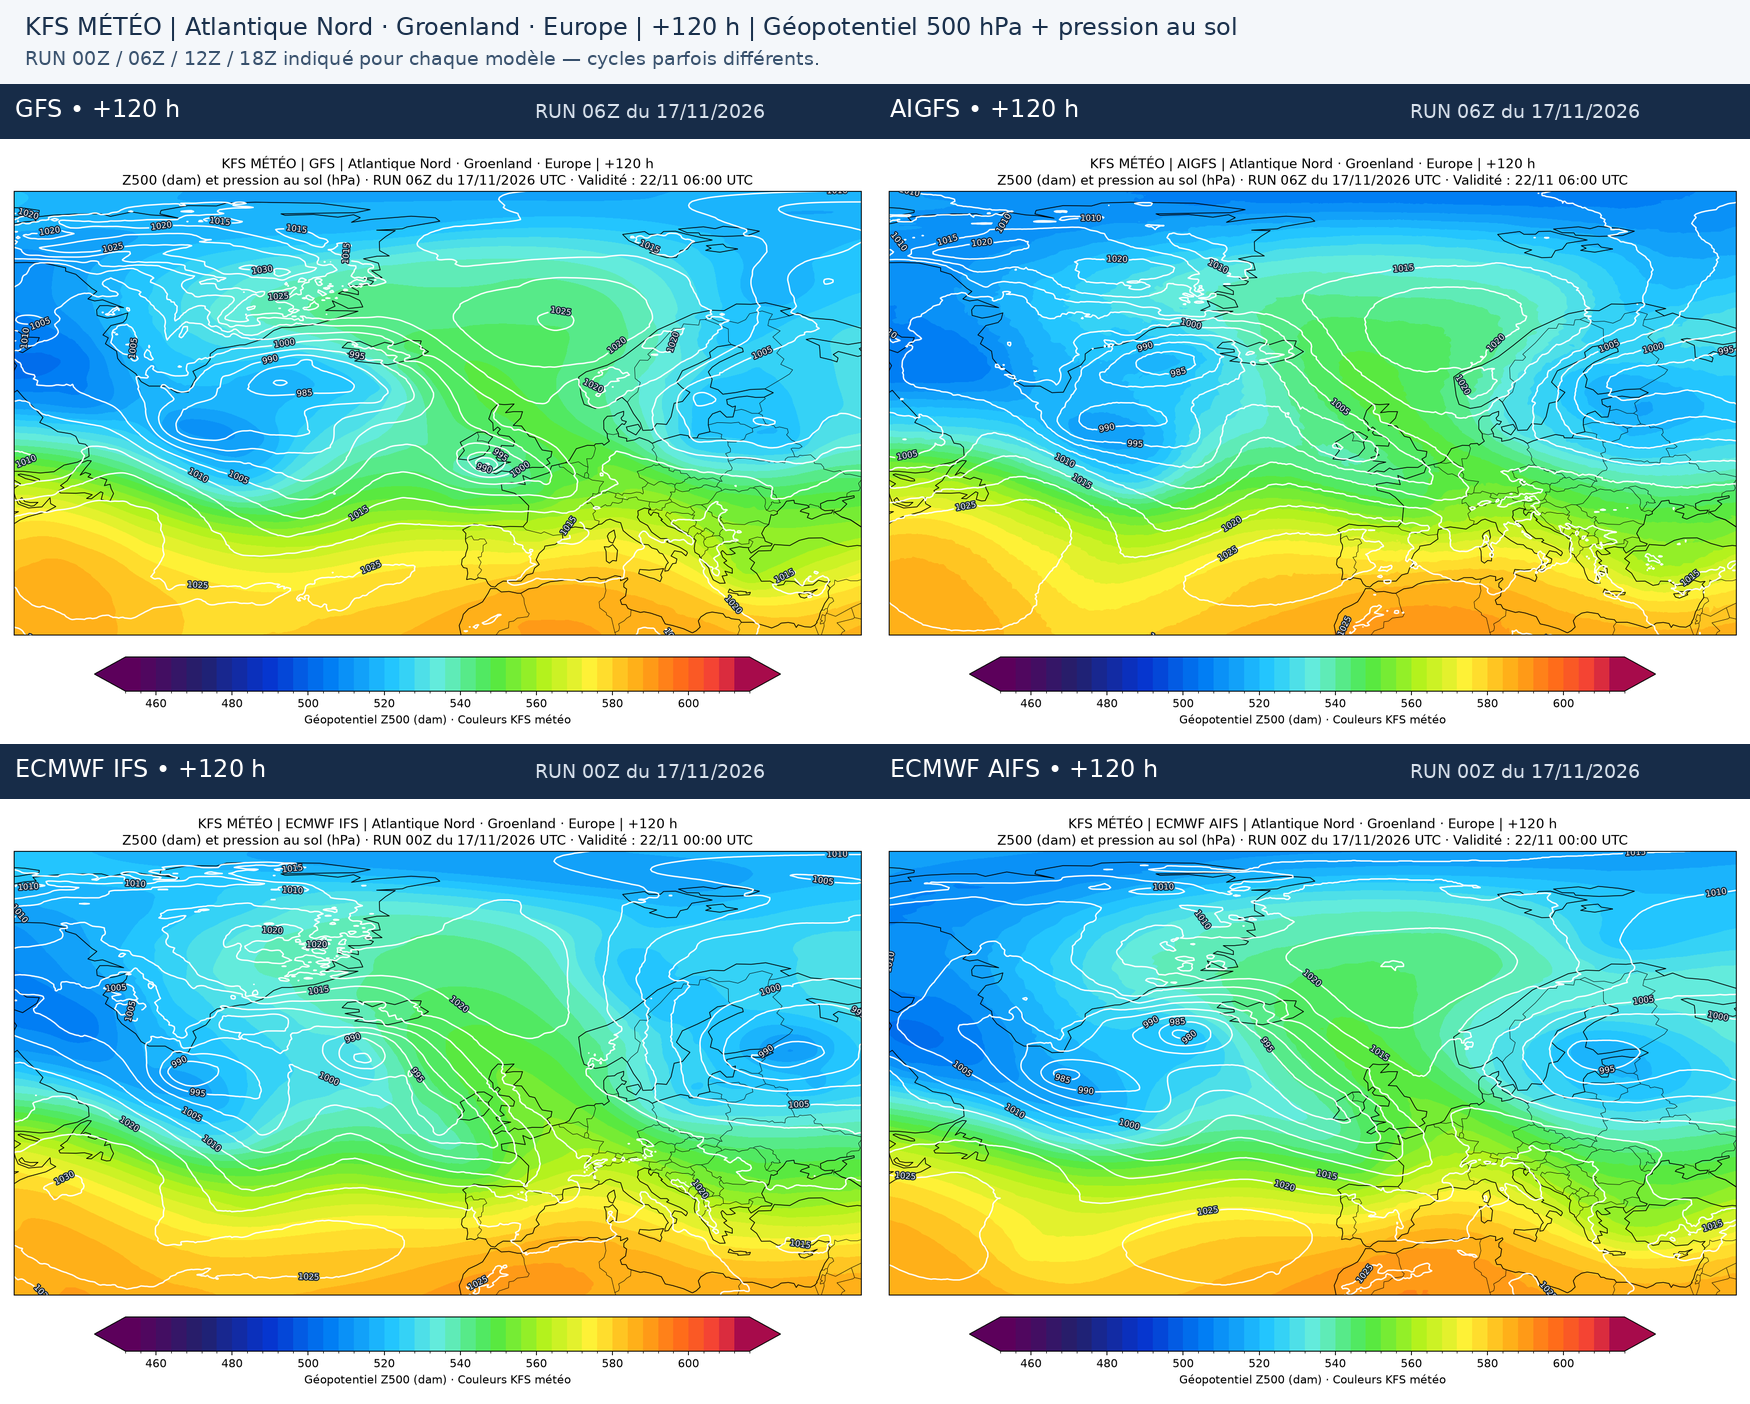 KFS MÉTÉO | Atlantique Nord · Groenland · Europe | +120 h | Géopotentiel 500 hPa + pression au sol
RUN 00Z / 06Z / 12Z / 18Z indiqué pour chaque modèle — cycles parfois différents.
GFS • +120 h
RUN 06Z du 17/11/2026
KFS MÉTÉO | GFS | Atlantique Nord · Groenland · Europe | +120 h
Z500 (dam) et pression au sol (hPa) · RUN 06Z du 17/11/2026 UTC · Validité : 22/11 06:00 UTC
460 480 500 520 540 560 580 600
Géopotentiel Z500 (dam) · Couleurs KFS météo
AIGFS • +120 h
RUN 06Z du 17/11/2026
KFS MÉTÉO | AIGFS | Atlantique Nord · Groenland · Europe | +120 h
Z500 (dam) et pression au sol (hPa) · RUN 06Z du 17/11/2026 UTC · Validité : 22/11 06:00 UTC
460 480 500 520 540 560 580 600
Géopotentiel Z500 (dam) · Couleurs KFS météo
ECMWF IFS • +120 h
RUN 00Z du 17/11/2026
KFS MÉTÉO | ECMWF IFS | Atlantique Nord · Groenland · Europe | +120 h
Z500 (dam) et pression au sol (hPa) · RUN 00Z du 17/11/2026 UTC · Validité : 22/11 00:00 UTC
460 480 500 520 540 560 580 600
Géopotentiel Z500 (dam) · Couleurs KFS météo
ECMWF AIFS • +120 h
RUN 00Z du 17/11/2026
KFS MÉTÉO | ECMWF AIFS | Atlantique Nord · Groenland · Europe | +120 h
Z500 (dam) et pression au sol (hPa) · RUN 00Z du 17/11/2026 UTC · Validité : 22/11 00:00 UTC
460 480 500 520 540 560 580 600
Géopotentiel Z500 (dam) · Couleurs KFS météo